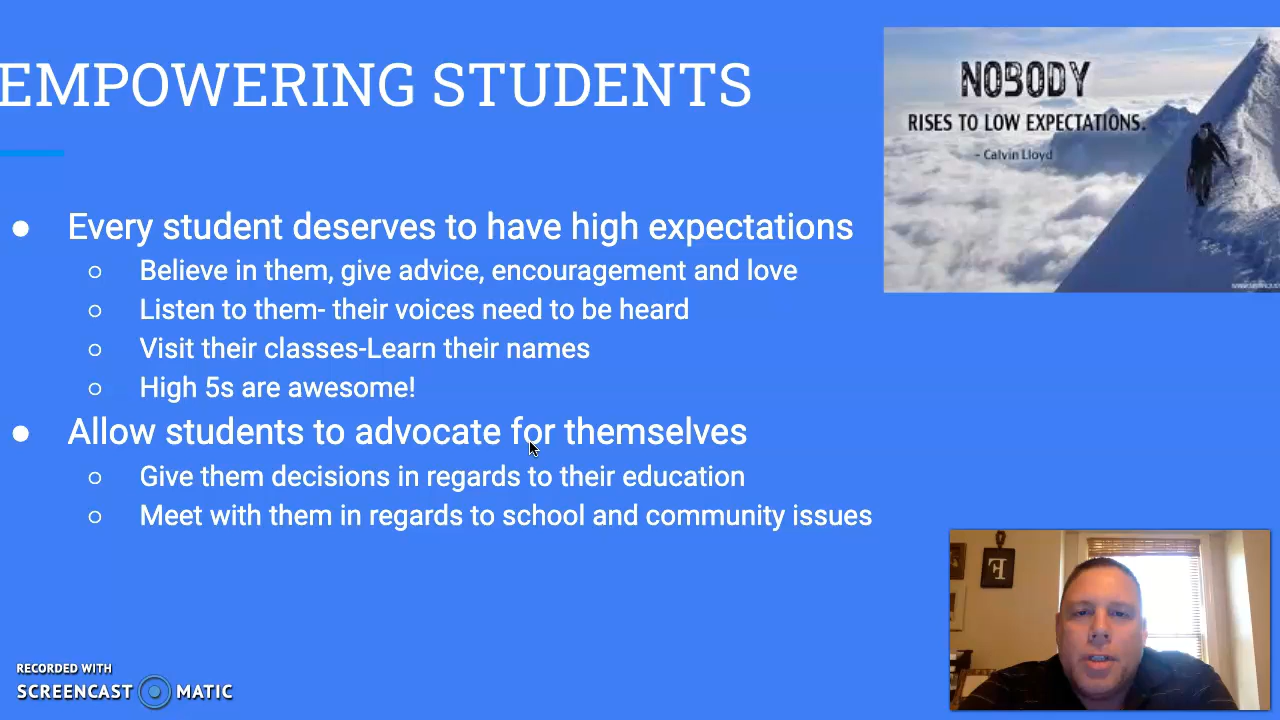 EMPOWERING STUDENTS
NOBODY
RISES TO LOW EXPECTATIONS.
- Calvin Lloyd
● Every student deserves to have high expectations
○ Believe in them, give advice, encouragement and love
○ Listen to them- their voices need to be heard
○ Visit their classes-Learn their names
○ High 5s are awesome!
● Allow students to advocate for themselves
○ Give them decisions in regards to their education
○ Meet with them in regards to school and community issues
F
RECORDED WITH
SCREENCAST MATIC